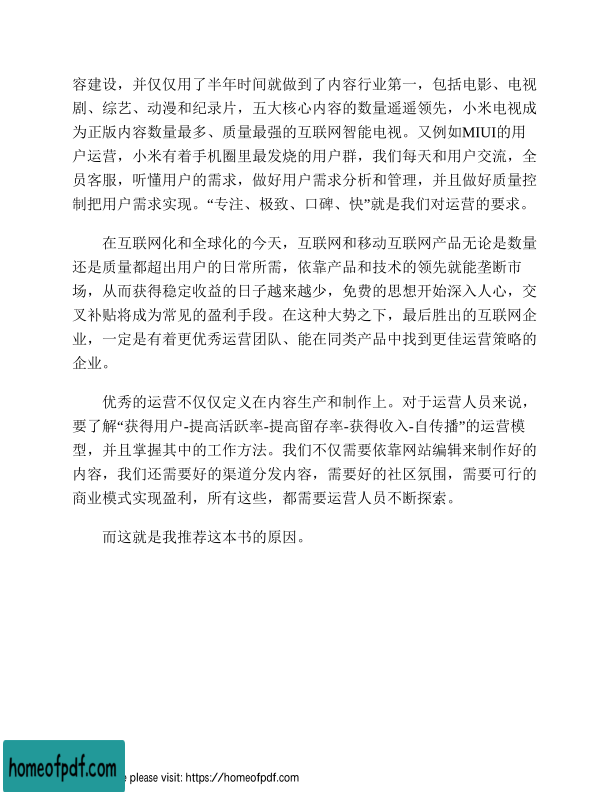 容建设，并仅仅用了半年时间就做到了内容行业第一，包括电影、电视
剧、综艺、动漫和纪录片，五大核心内容的数量遥遥领先，小米电视成
为正版内容数量最多、质量最强的互联网智能电视。又例如MIUI的用
户运营，小米有着手机圈里最发烧的用户群，我们每天和用户交流，全
员客服，听懂用户的需求，做好用户需求分析和管理，并且做好质量控
制把用户需求实现。“专注、极致、口碑、快”就是我们对运营的要求。
在互联网化和全球化的今天，互联网和移动互联网产品无论是数量
还是质量都超出用户的日常所需，依靠产品和技术的领先就能垄断市
场，从而获得稳定收益的日子越来越少，免费的思想开始深入人心，交
叉补贴将成为常见的盈利手段。在这种大势之下，最后胜出的互联网企
业，一定是有着更优秀运营团队、能在同类产品中找到更佳运营策略的
企业。
优秀的运营不仅仅定义在内容生产和制作上。对于运营人员来说，
要了解“获得用户-提高活跃率-提高留存率-获得收入-自传播”的运营模
型，并且掌握其中的工作方法。我们不仅需要依靠网站编辑来制作好的
内容，我们还需要好的渠道分发内容，需要好的社区氛围，需要可行的
商业模式实现盈利，所有这些，都需要运营人员不断探索。
而这就是我推荐这本书的原因。
homeofpdf.com
e please visit: https://homeofpdf.com